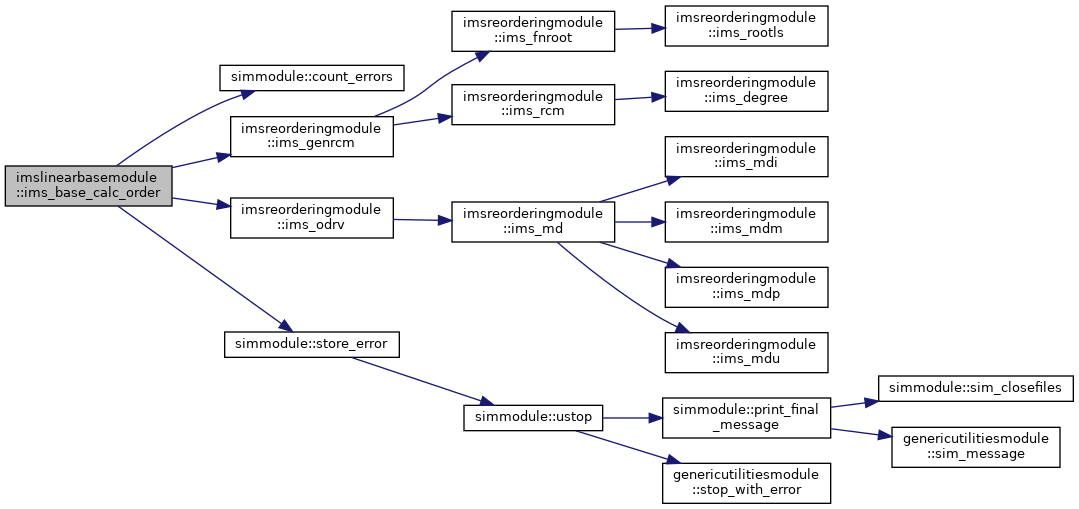 imslinearbasemodule
::ims_base_calc_order
simmodule::count_errors
imsreorderingmodule
::ims_genrcm
imsreorderingmodule
::ims_odrv
simmodule::store_error
imsreorderingmodule
::ims_fnroot
imsreorderingmodule
::ims_rcm
imsreorderingmodule
::ims_md
simmodule::ustop
imsreorderingmodule
::ims_rootls
imsreorderingmodule
::ims_degree
imsreorderingmodule
::ims_mdi
imsreorderingmodule
::ims_mdm
imsreorderingmodule
::ims_mdp
imsreorderingmodule
::ims_mdu
simmodule::print_final
_message
genericutilitiesmodule
::stop_with_error
simmodule::sim_closefiles
genericutilitiesmodule
::sim_message